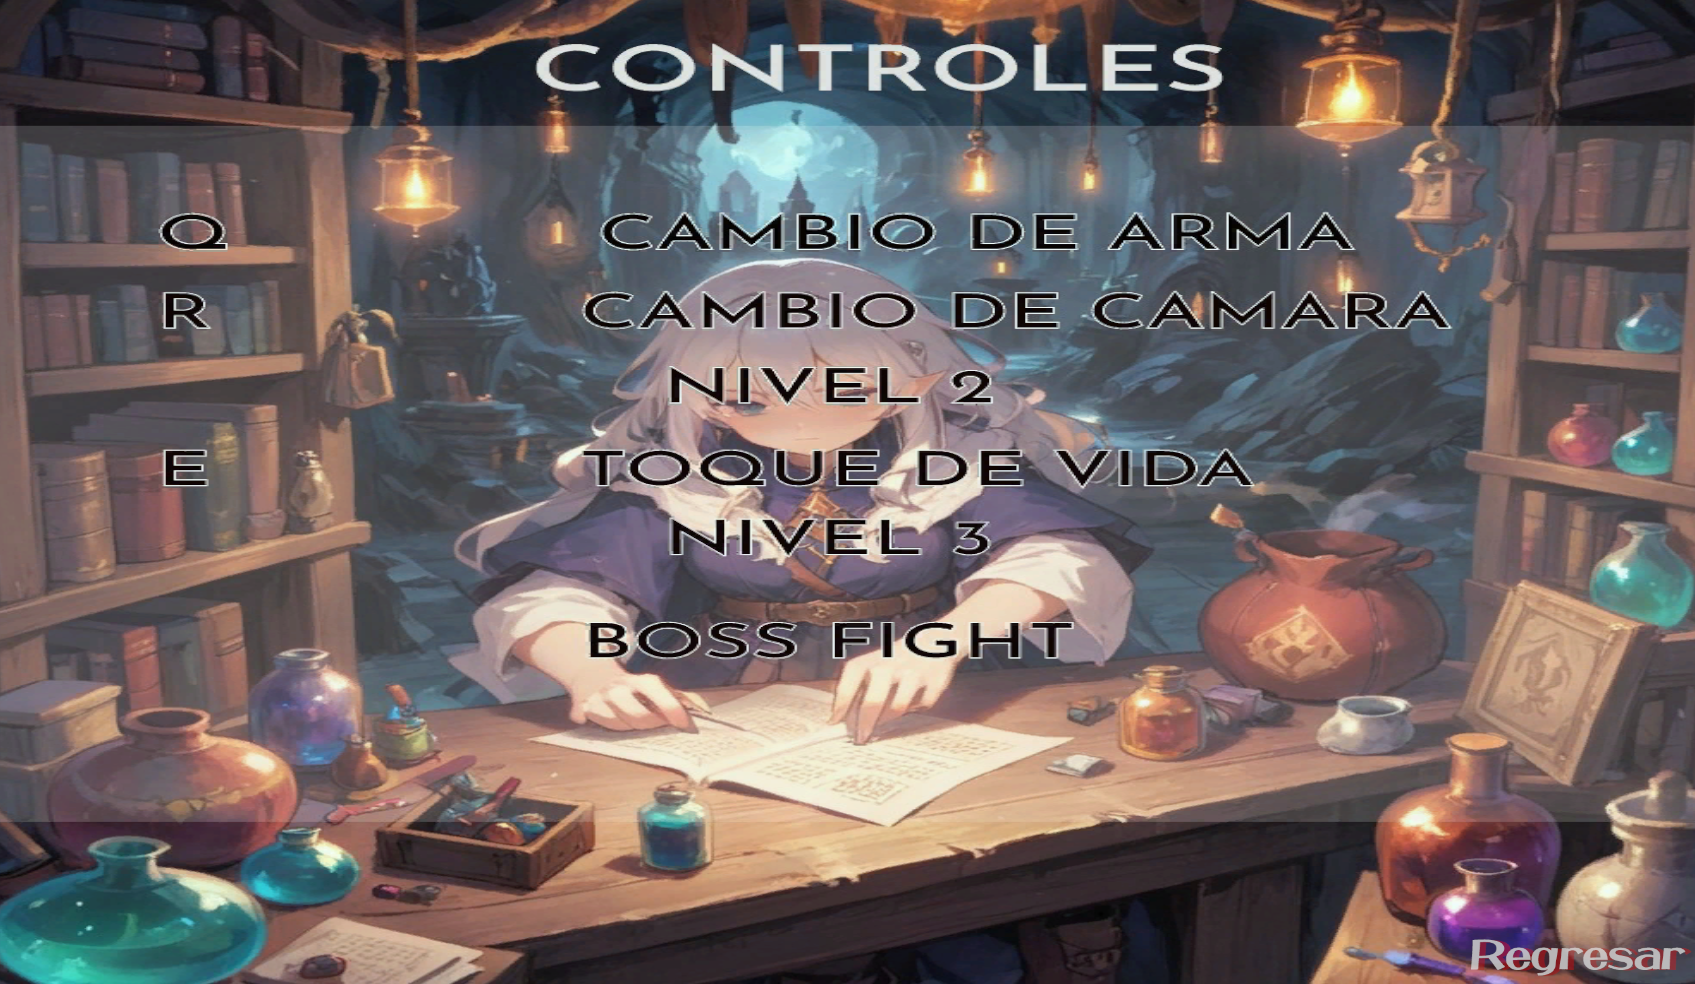 CONTROLES
Q CAMBIO DE ARMA
R CAMBIO DE CAMARA
NIVEL 2
E TOQUE DE VIDA
NIVEL 3
BOSS FIGHT
Regresar